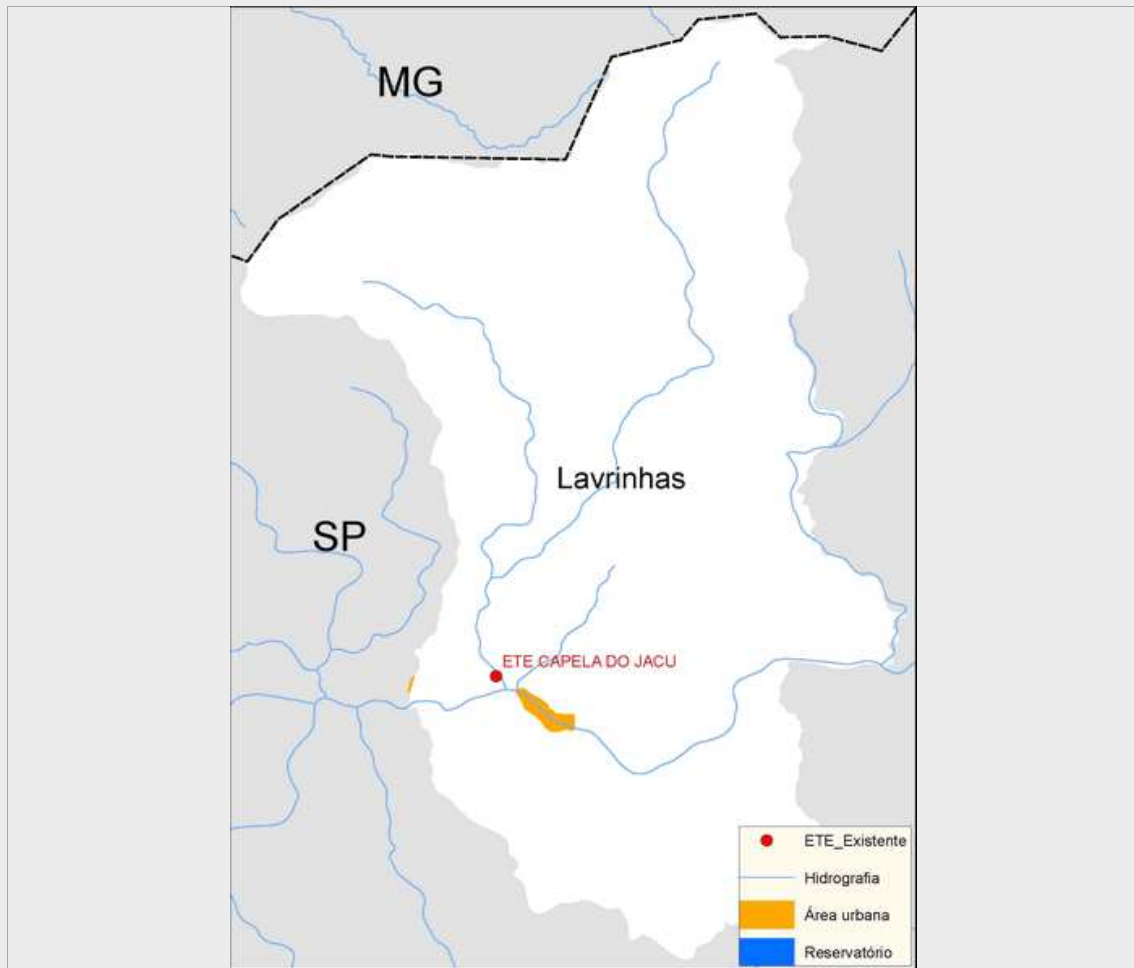 MG
Lavrinhas
SP
ETE CAPELA DO JACU
ETE_Existente
Hidrografia
Área urbana
Reservatório